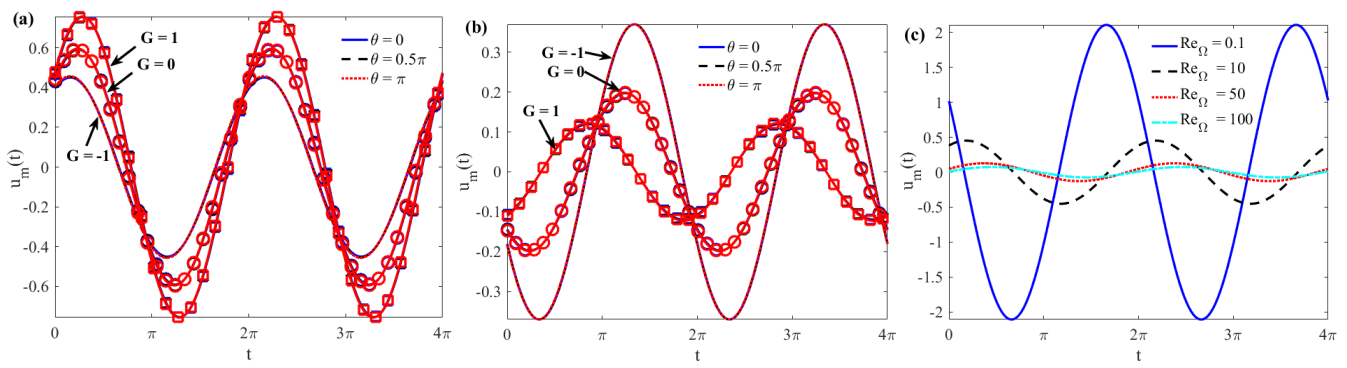 (a)
0.6
0.4
0.2
0
-0.2
-0.4
-0.6
u_m(t)
G = 1
G = 0
G = -1
θ = 0
θ = 0.5π
θ = π
0
π
2π
3π
4π
t
(b)
0.3
0.2
0.1
0
-0.1
-0.2
-0.3
u_m(t)
G = -1
G = 0
G = 1
θ = 0
θ = 0.5π
θ = π
0
π
2π
3π
4π
t
(c)
2
1.5
1
0.5
0
-0.5
-1
-1.5
-2
u_m(t)
Re_Ω = 0.1
Re_Ω = 10
Re_Ω = 50
Re_Ω = 100
0
π
2π
3π
4π
t